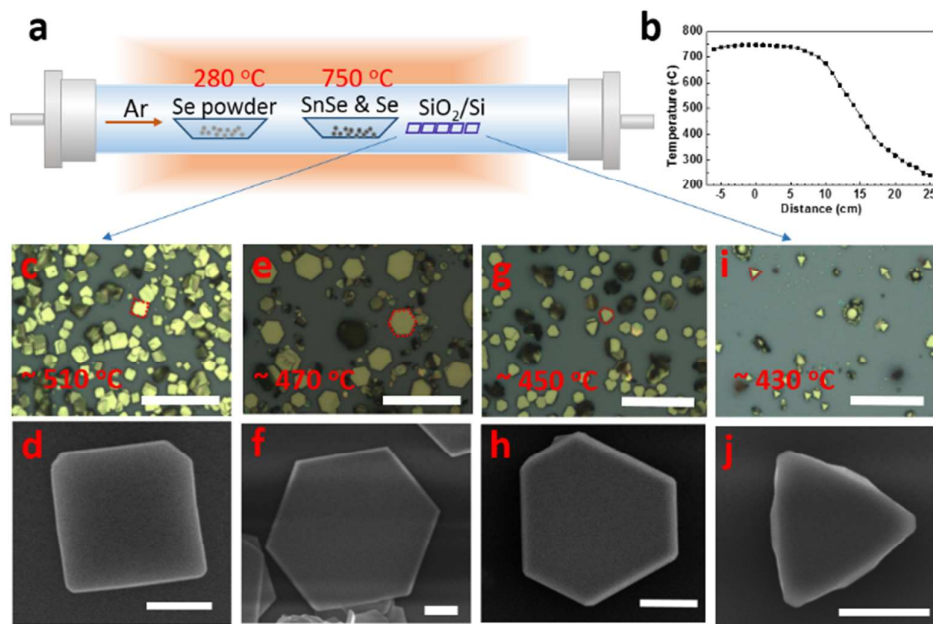 a
280 °C
750 °C
Ar
Se powder
SnSe & Se
SiO2/Si
b
Temperature (°C)
800
700
600
500
400
300
200
-5
0
5
10
15
20
25
Distance (cm)
c
~ 510 °C
e
~ 470 °C
g
~ 450 °C
i
~ 430 °C
d
f
h
j